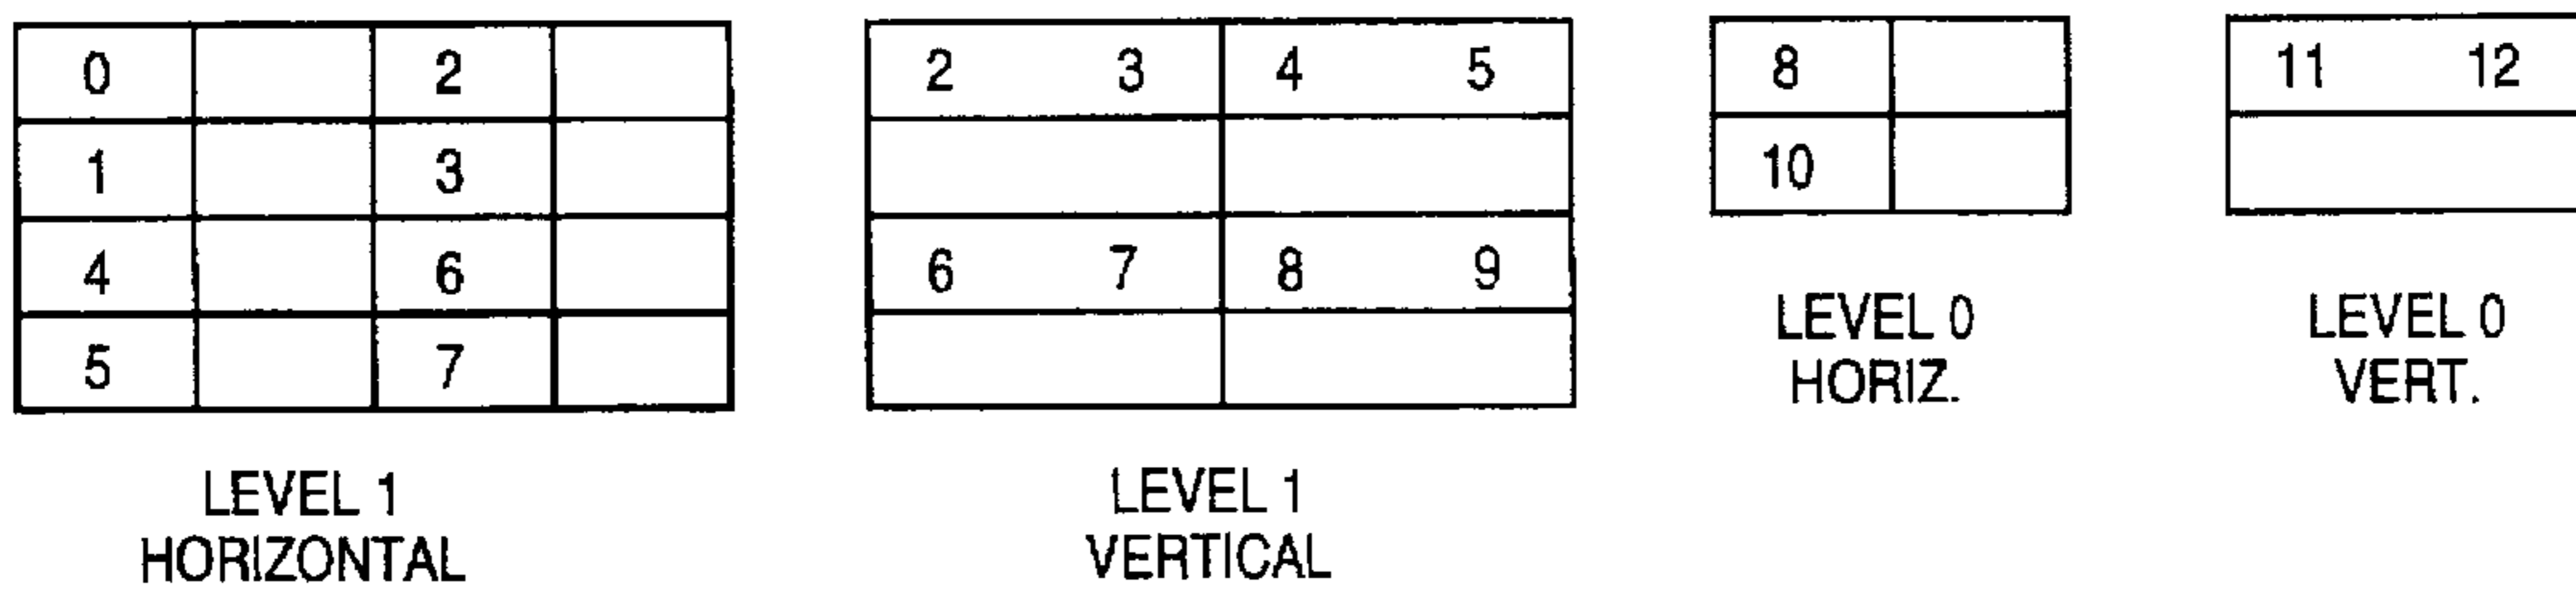 0 2
1 3
4 6
5 7
LEVEL 1
HORIZONTAL
2 3 4 5
6 7 8 9
LEVEL 1
VERTICAL
8
10
LEVEL 0
HORIZ.
11 12
LEVEL 0
VERT.